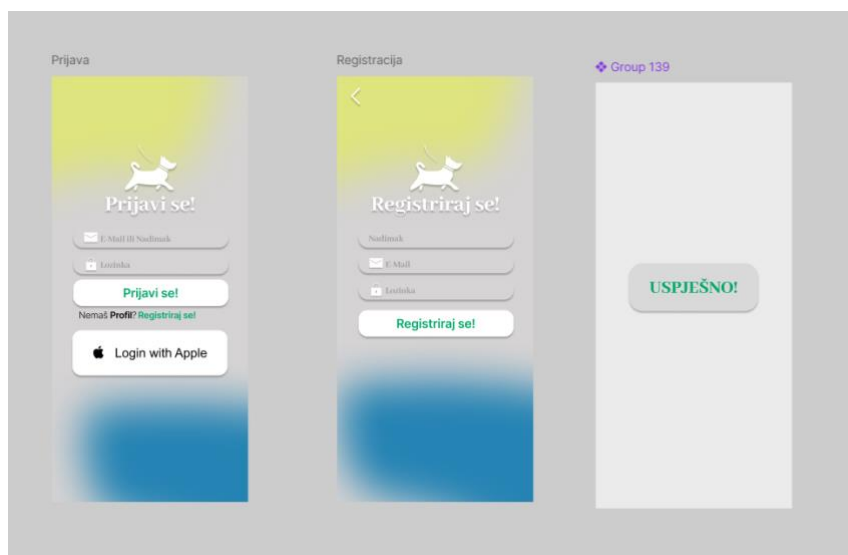 Prijava
Prijavi se!
E-Mail ili Nadimak
Lozinka
Prijavi se!
Nemaš Profil? Registriraj se!
Login with Apple
Registracija
Registriraj se!
Nadimak
E-Mail
Lozinka
Registriraj se!
Group 139
USPJEŠNO!